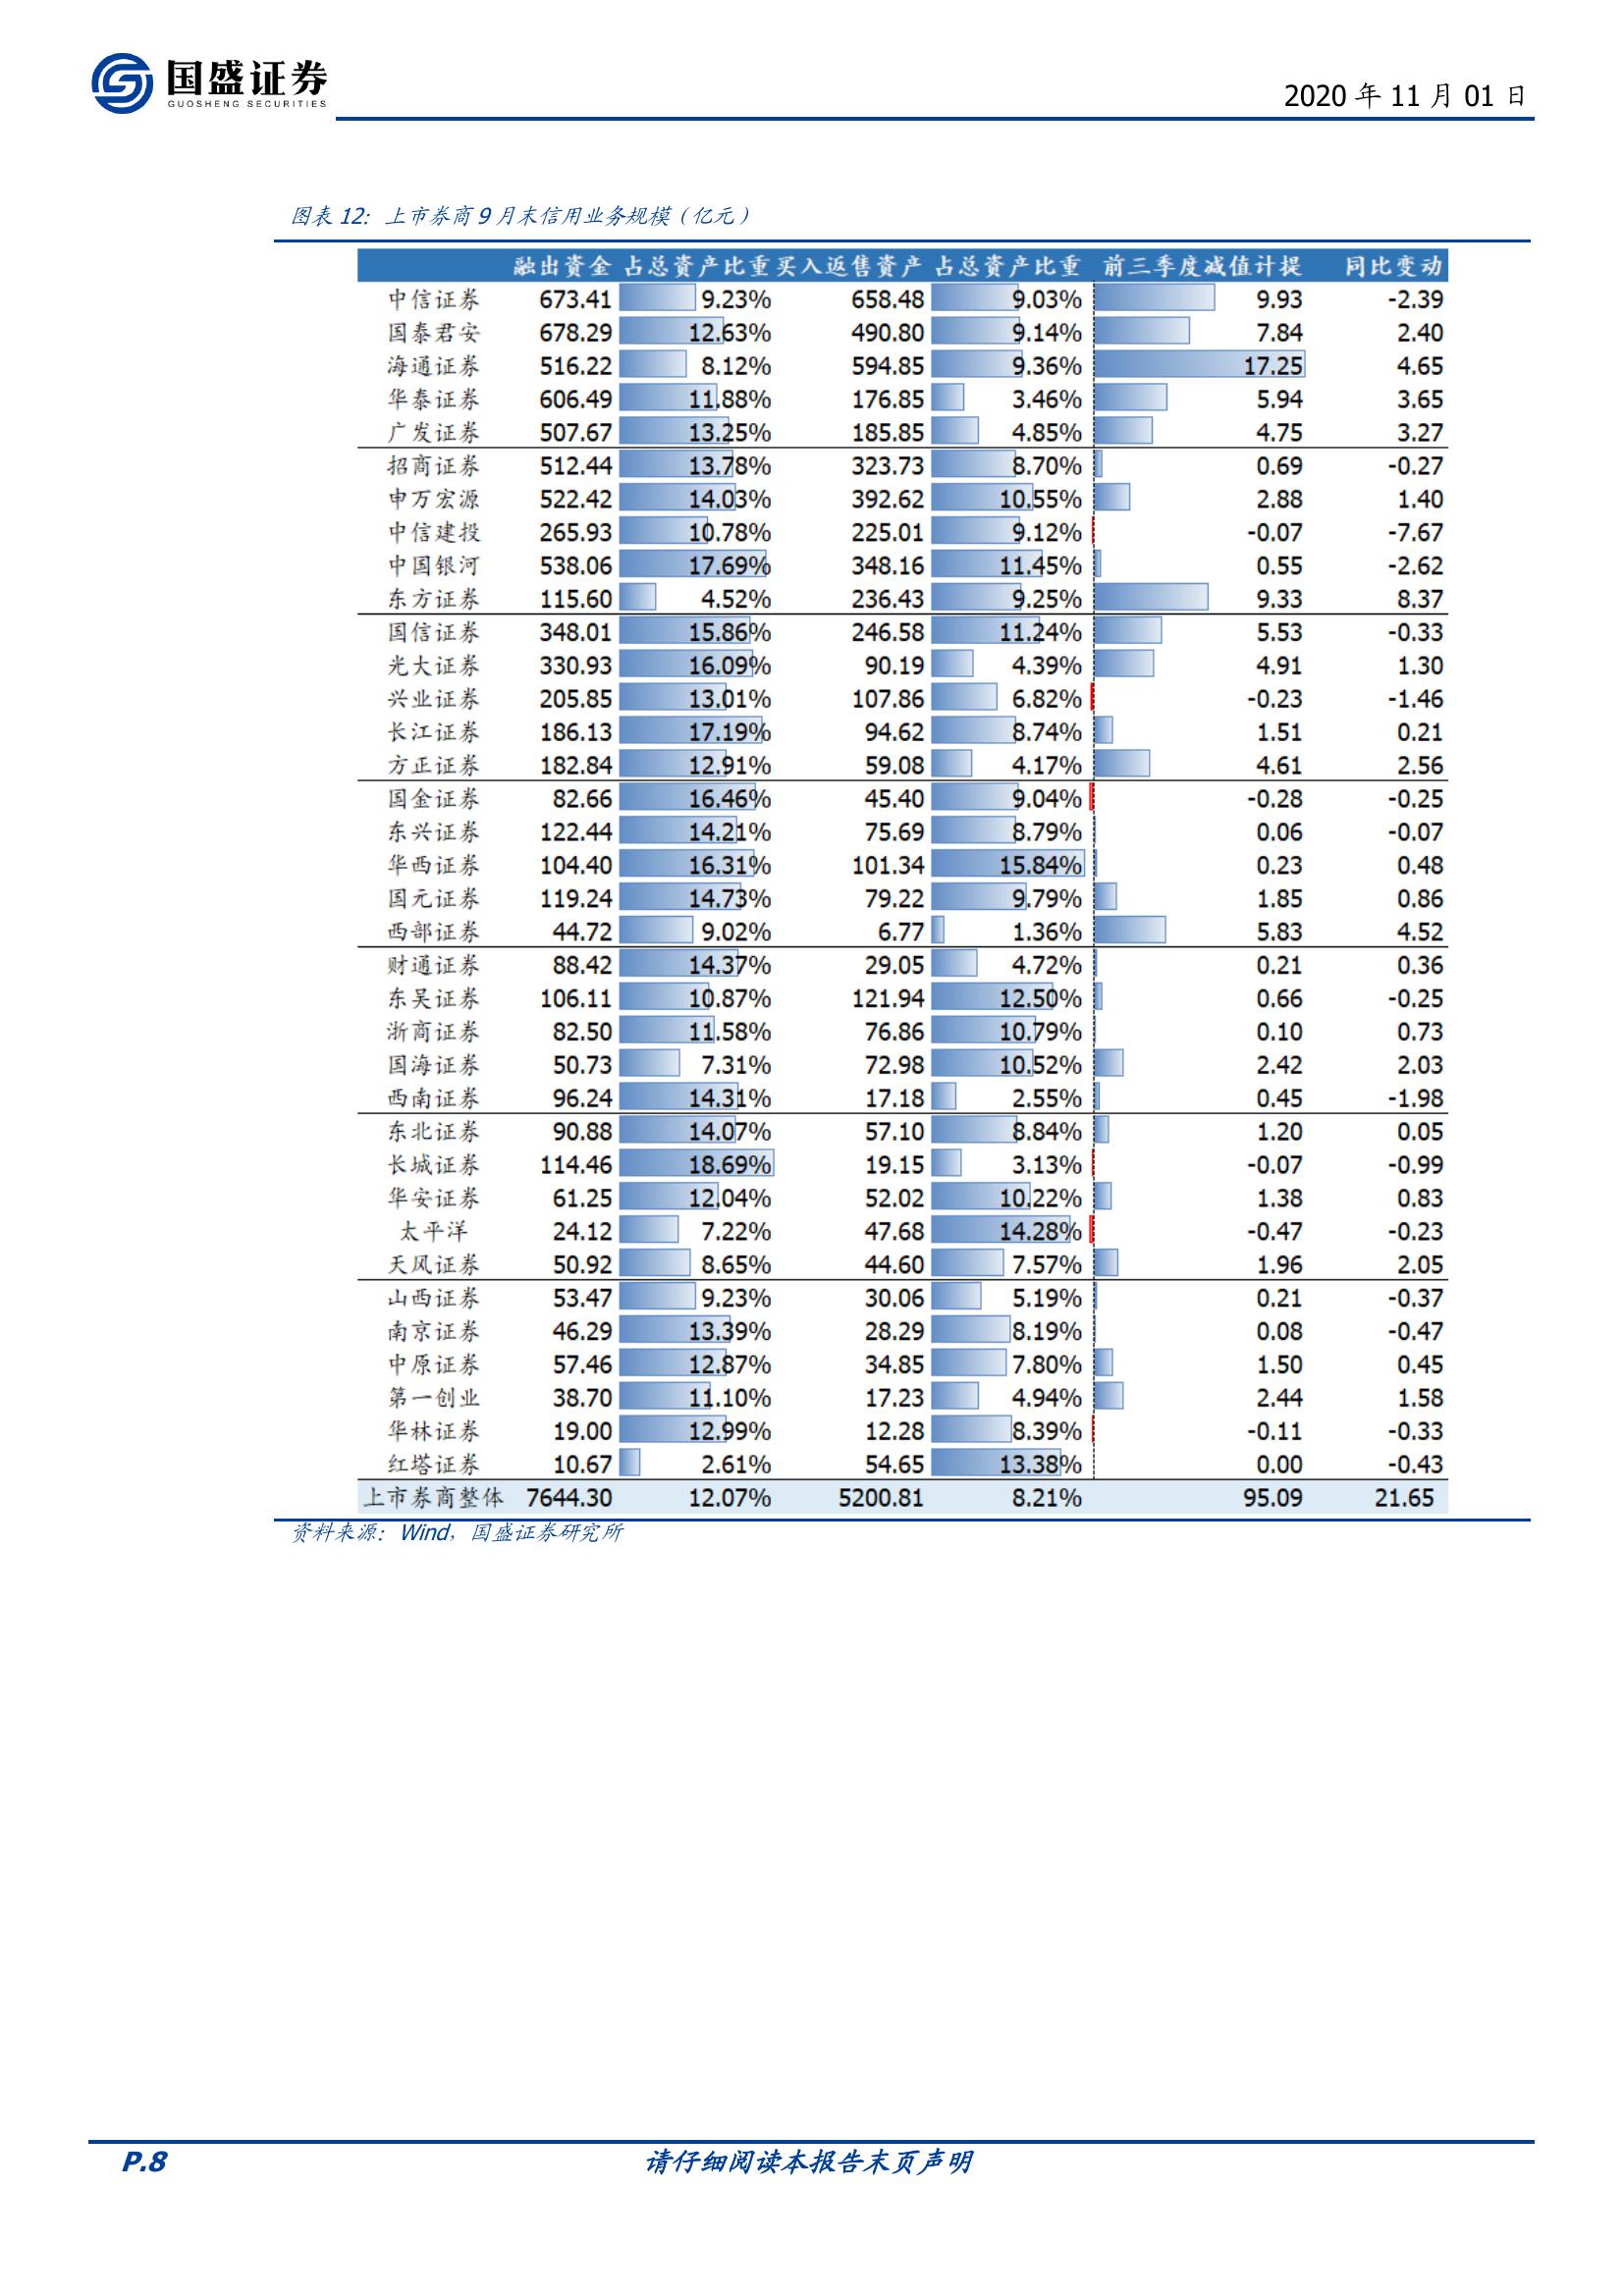 国盛证券
GUOSHENG SECURITIES
2020 年 11 月 01 日
图表 12：上市券商 9 月末信用业务规模（亿元）
融出资金 占总资产比重 买入返售资产 占总资产比重 前三季度减值计提 同比变动
中信证券 673.41 9.23% 658.48 9.03% 9.93 -2.39
国泰君安 678.29 12.63% 490.80 9.14% 7.84 2.40
海通证券 516.22 8.12% 594.85 9.36% 17.25 4.65
华泰证券 606.49 11.88% 176.85 3.46% 5.94 3.65
广发证券 507.67 13.25% 185.85 4.85% 4.75 3.27
招商证券 512.44 13.78% 323.73 8.70% 0.69 -0.27
申万宏源 522.42 14.03% 392.62 10.55% 2.88 1.40
中信建投 265.93 10.78% 225.01 9.12% -0.07 -7.67
中国银河 538.06 17.69% 348.16 11.45% 0.55 -2.62
东方证券 115.60 4.52% 236.43 9.25% 9.33 8.37
国信证券 348.01 15.86% 246.58 11.24% 5.53 -0.33
光大证券 330.93 16.09% 90.19 4.39% 4.91 1.30
兴业证券 205.85 13.01% 107.86 6.82% -0.23 -1.46
长江证券 186.13 17.19% 94.62 8.74% 1.51 0.21
方正证券 182.84 12.91% 59.08 4.17% 4.61 2.56
国金证券 82.66 16.46% 45.40 9.04% -0.28 -0.25
东兴证券 122.44 14.21% 75.69 8.79% 0.06 -0.07
华西证券 104.40 16.31% 101.34 15.84% 0.23 0.48
国元证券 119.24 14.73% 79.22 9.79% 1.85 0.86
西部证券 44.72 9.02% 6.77 1.36% 5.83 4.52
财通证券 88.42 14.37% 29.05 4.72% 0.21 0.36
东吴证券 106.11 10.87% 121.94 12.50% 0.66 -0.25
浙商证券 82.50 11.58% 76.86 10.79% 0.10 0.73
国海证券 50.73 7.31% 72.98 10.52% 2.42 2.03
西南证券 96.24 14.31% 17.18 2.55% 0.45 -1.98
东北证券 90.88 14.07% 57.10 8.84% 1.20 0.05
长城证券 114.46 18.69% 19.15 3.13% -0.07 -0.99
华安证券 61.25 12.04% 52.02 10.22% 1.38 0.83
太平洋 24.12 7.22% 47.68 14.28% -0.47 -0.23
天风证券 50.92 8.65% 44.60 7.57% 1.96 2.05
山西证券 53.47 9.23% 30.06 5.19% 0.21 -0.37
南京证券 46.29 13.39% 28.29 8.19% 0.08 -0.47
中原证券 57.46 12.87% 34.85 7.80% 1.50 0.45
第一创业 38.70 11.10% 17.23 4.94% 2.44 1.58
华林证券 19.00 12.99% 12.28 8.39% -0.11 -0.33
红塔证券 10.67 2.61% 54.65 13.38% 0.00 -0.43
上市券商整体 7644.30 12.07% 5200.81 8.21% 95.09 21.65
资料来源：Wind，国盛证券研究所
P.8 请仔细阅读本报告末页声明